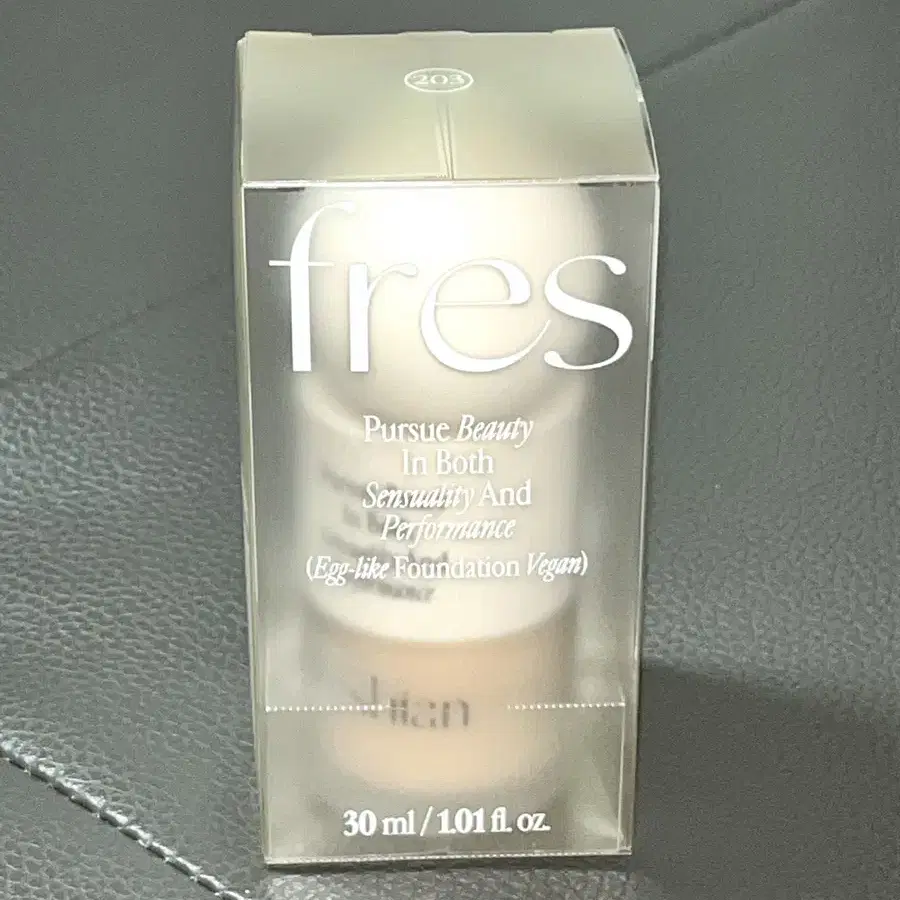 203
fres
Pursue Beauty
In Both
Sensuality And
Performance
(Egg-like Foundation Vegan)
30 ml / 1.01 fl. oz.